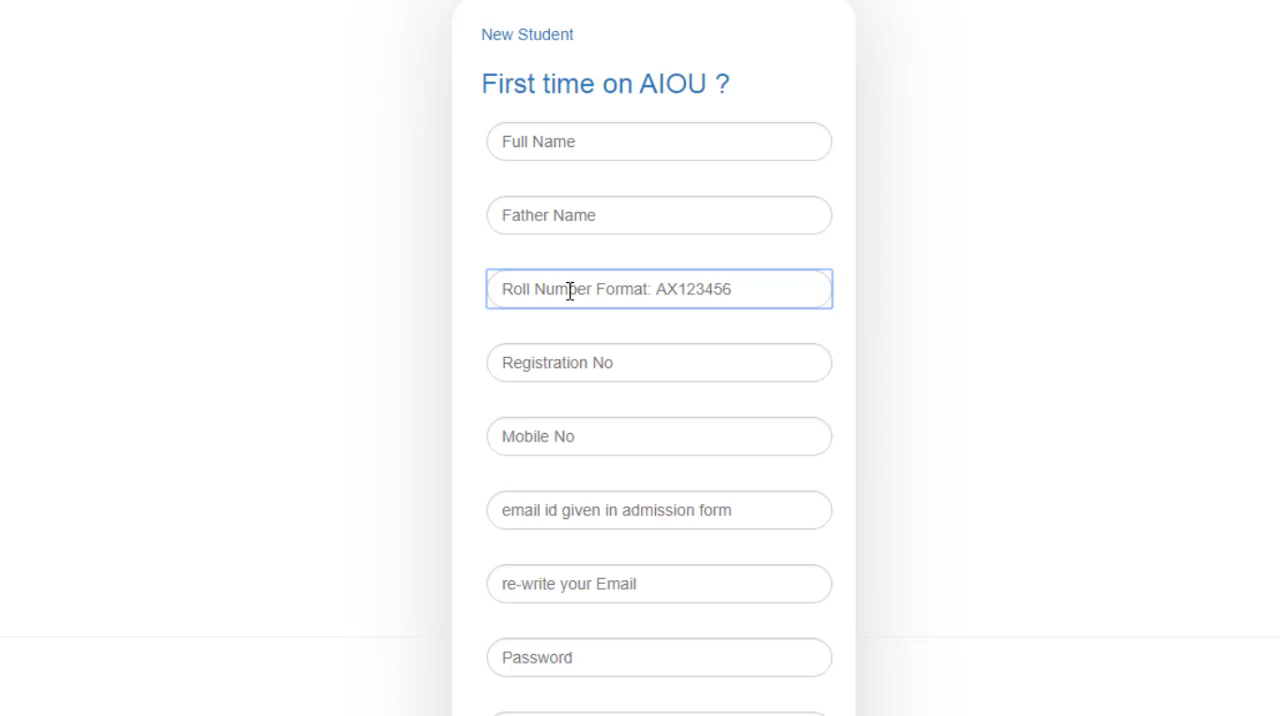 New Student
First time on AIOU ?
Full Name
Father Name
Roll Number Format: AX123456
Registration No
Mobile No
email id given in admission form
re-write your Email
Password